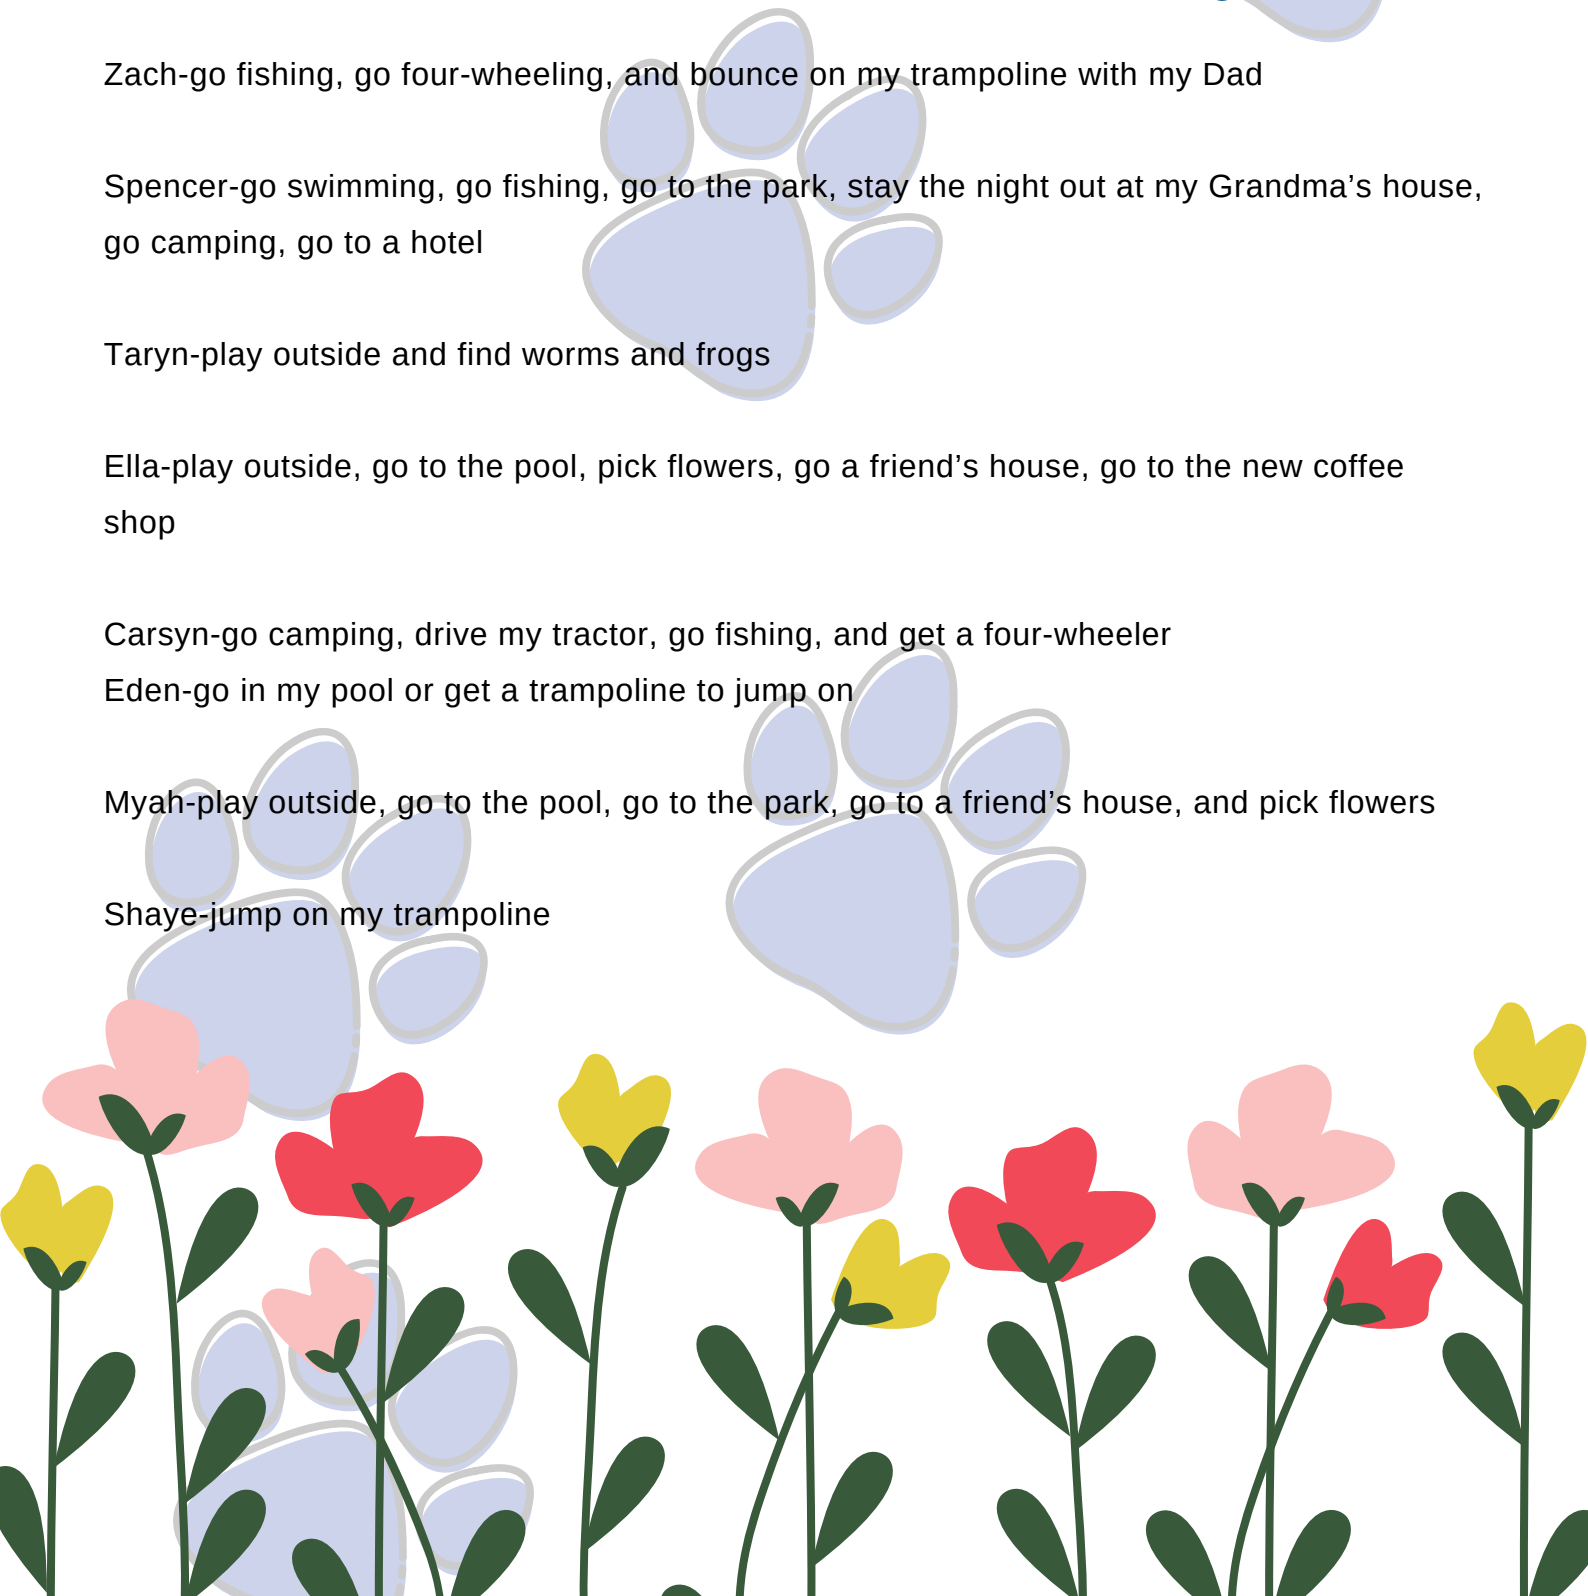 Zach-go fishing, go four-wheeling, and bounce on my trampoline with my Dad
Spencer-go swimming, go fishing, go to the park, stay the night out at my Grandma’s house,
go camping, go to a hotel
Taryn-play outside and find worms and frogs
Ella-play outside, go to the pool, pick flowers, go a friend’s house, go to the new coffee
shop
Carsyn-go camping, drive my tractor, go fishing, and get a four-wheeler
Eden-go in my pool or get a trampoline to jump on
Myah-play outside, go to the pool, go to the park, go to a friend’s house, and pick flowers
Shaye-jump on my trampoline